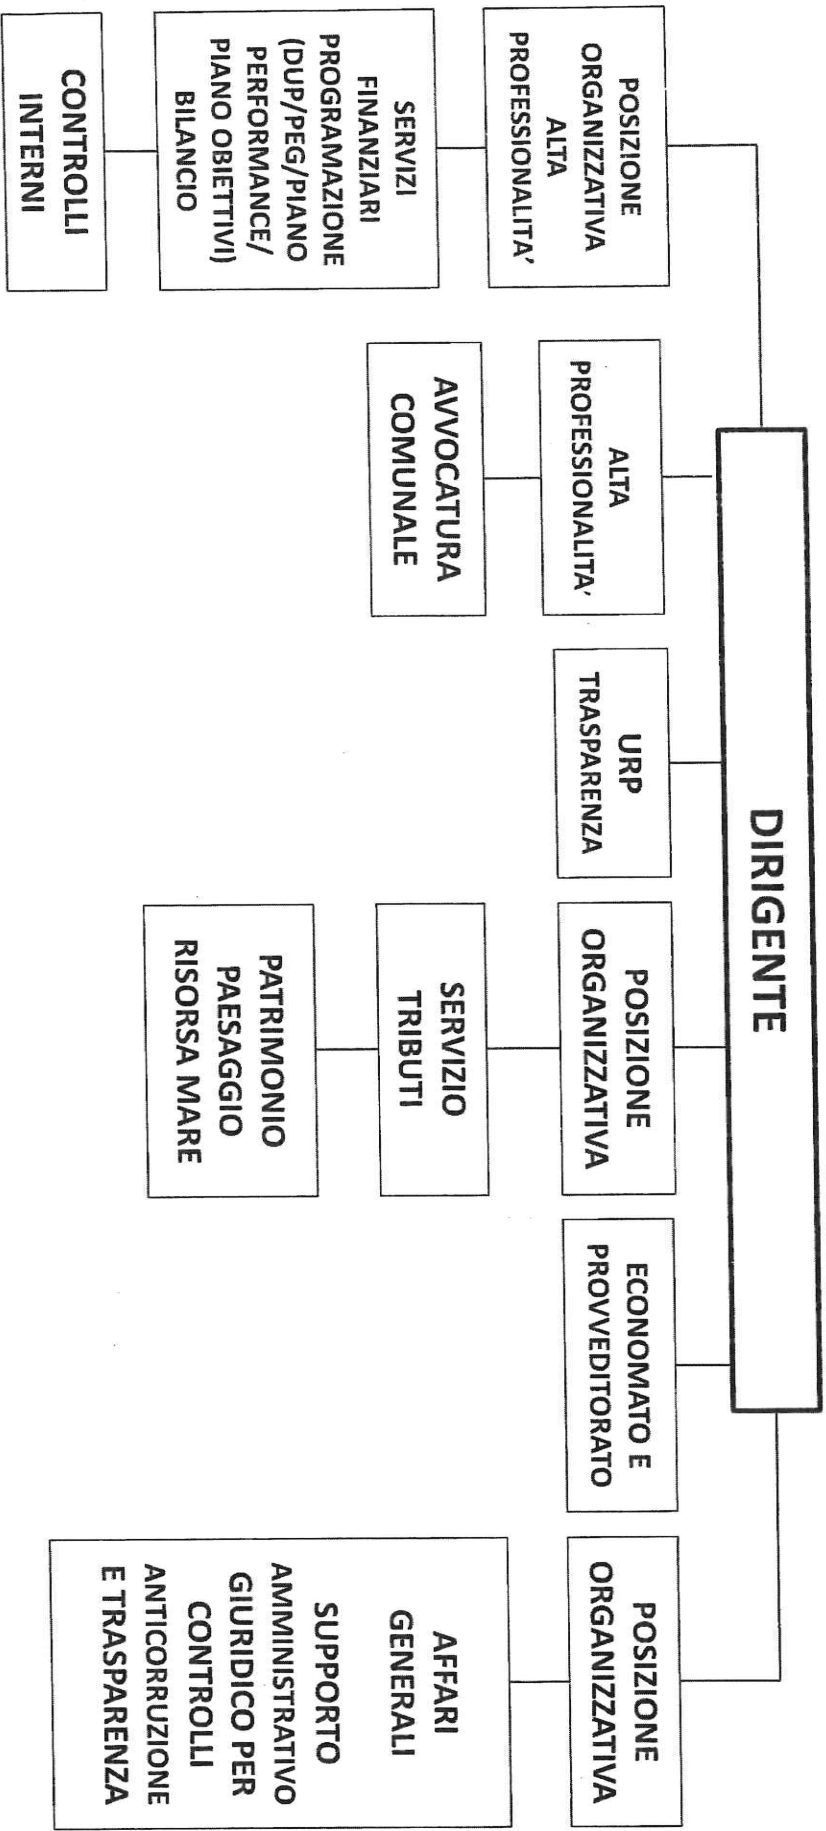 DIRIGENTE
POSIZIONE
ORGANIZZATIVA
ALTA
PROFESSIONALITA'
SERVIZI
FINANZIARI
PROGRAMAZIONE
(DUP/PEG/PIANO
PERFORMANCE/
PIANO OBIETTIVI)
BILANCIO
CONTROLLI
INTERNI
ALTA
PROFESSIONALITA'
AVVOCATURA
COMUNALE
URP
TRASPARENZA
POSIZIONE
ORGANIZZATIVA
SERVIZIO
TRIBUTI
PATRIMONIO
PAESAGGIO
RISORSA MARE
ECONOMATO E
PROVVEDITORATO
POSIZIONE
ORGANIZZATIVA
AFFARI
GENERALI
SUPPORTO
AMMINISTRATIVO
GIURIDICO PER
CONTROLLI
ANTICORRUZIONE
E TRASPARENZA